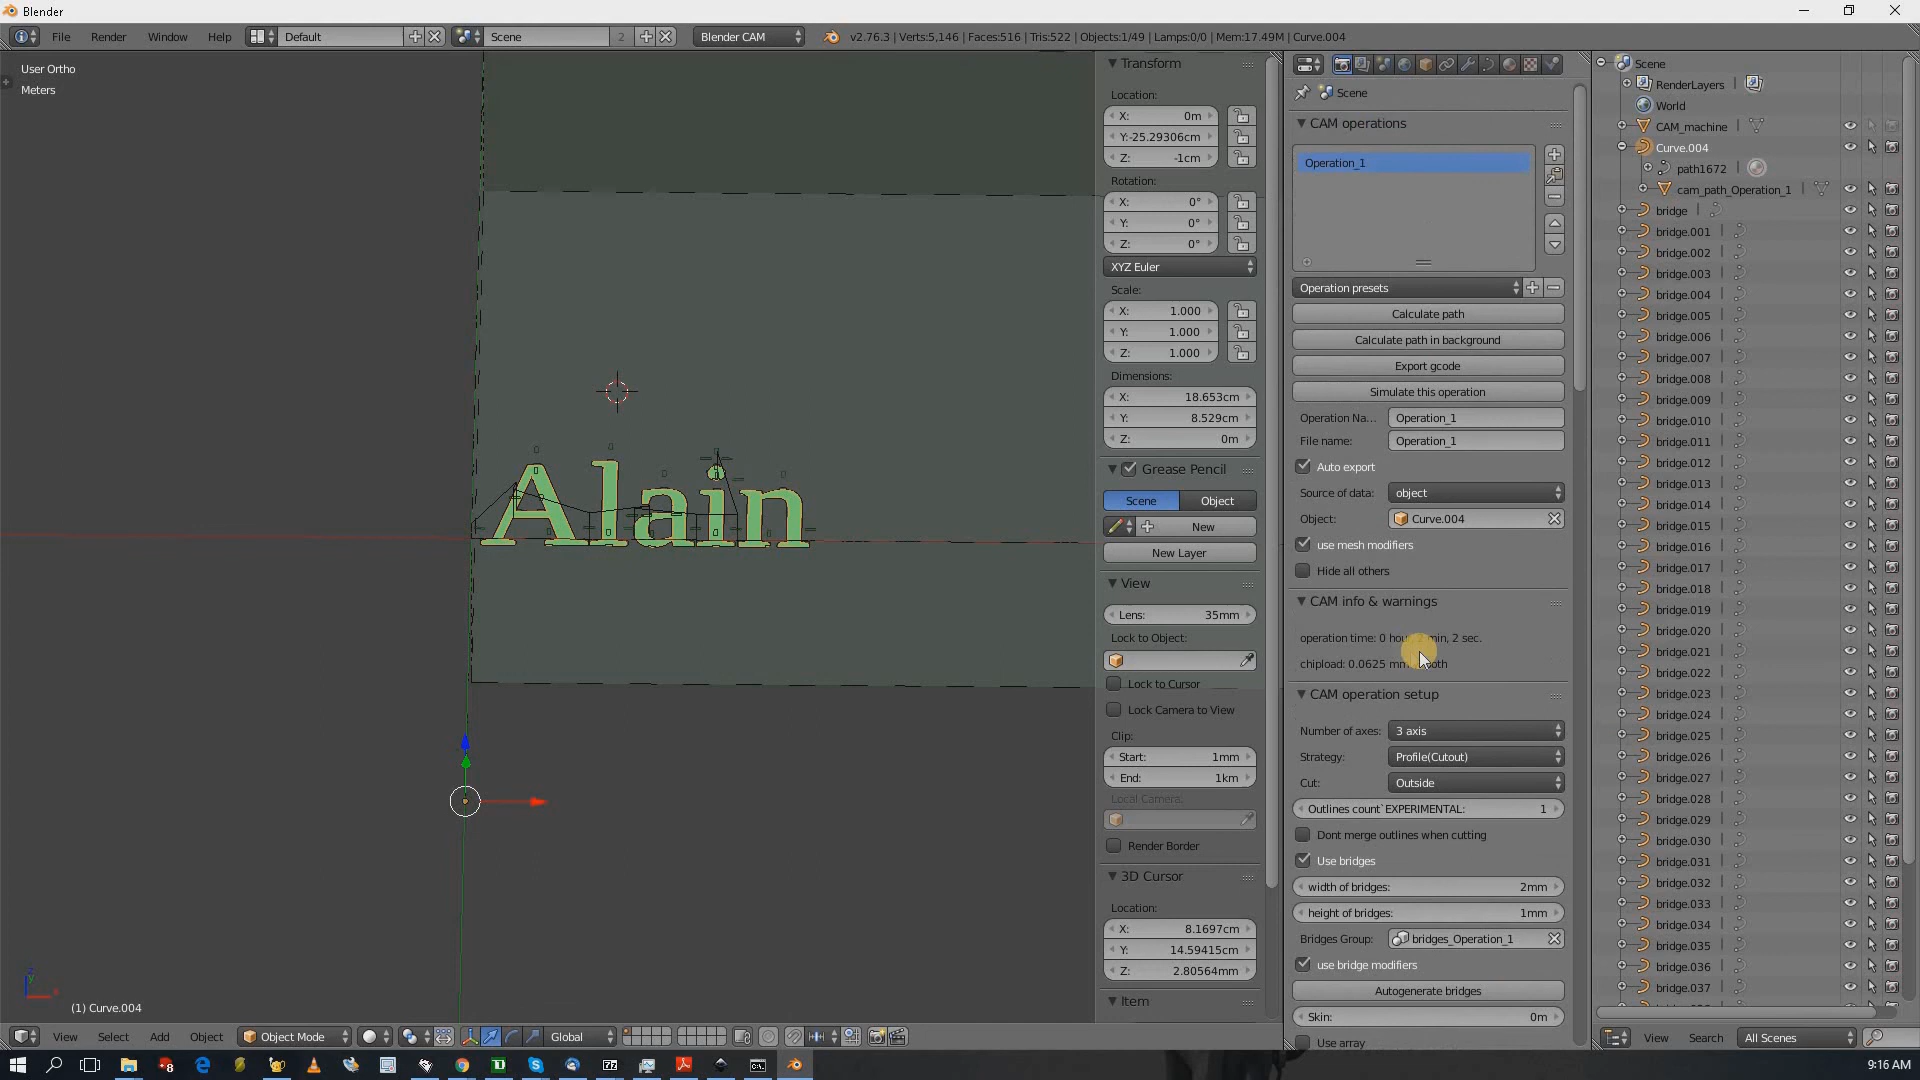 Blender
File Render Window Help Default Scene 2 Blender CAM v2.76.3 | Verts:5,146 | Faces:516 | Tris:522 | Objects:1/49 | Lamps:0/0 | Mem:17.49M | Curve.004
User Ortho
Meters
Alain
(1) Curve.004
View Select Add Object Object Mode Global
Transform
Location:
X: 0m
Y:-25.29306cm
Z: -1cm
Rotation:
X: 0°
Y: 0°
Z: 0°
XYZ Euler
Scale:
X: 1.000
Y: 1.000
Z: 1.000
Dimensions:
X: 18.653cm
Y: 8.529cm
Z: 0m
Grease Pencil
Scene Object
New
New Layer
View
Lens: 35mm
Lock to Object:
Lock to Cursor
Lock Camera to View
Clip:
Start: 1mm
End: 1km
Local Camera:
Render Border
3D Cursor
Location:
X: 8.1697cm
Y: 14.59415cm
Z: 2.80564mm
Item
Scene
CAM operations
Operation_1
Operation presets
Calculate path
Calculate path in background
Export gcode
Simulate this operation
Operation Na... Operation_1
File name: Operation_1
Auto export
Source of data: object
Object: Curve.004
use mesh modifiers
Hide all others
CAM info & warnings
operation time: 0 hour, 2 min, 2 sec.
chipload: 0.0625 mm
CAM operation setup
Number of axes: 3 axis
Strategy: Profile(Cutout)
Cut: Outside
Outlines count`EXPERIMENTAL: 1
Dont merge outlines when cutting
Use bridges
width of bridges: 2mm
height of bridges: 1mm
Bridges Group: bridges_Operation_1
use bridge modifiers
Autogenerate bridges
Skin: 0m
Use array
Scene
RenderLayers
World
CAM_machine
Curve.004
path1672
cam_path_Operation_1
bridge
bridge.001
bridge.002
bridge.003
bridge.004
bridge.005
bridge.006
bridge.007
bridge.008
bridge.009
bridge.010
bridge.011
bridge.012
bridge.013
bridge.014
bridge.015
bridge.016
bridge.017
bridge.018
bridge.019
bridge.020
bridge.021
bridge.022
bridge.023
bridge.024
bridge.025
bridge.026
bridge.027
bridge.028
bridge.029
bridge.030
bridge.031
bridge.032
bridge.033
bridge.034
bridge.035
bridge.036
bridge.037
View Search All Scenes
9:16 AM